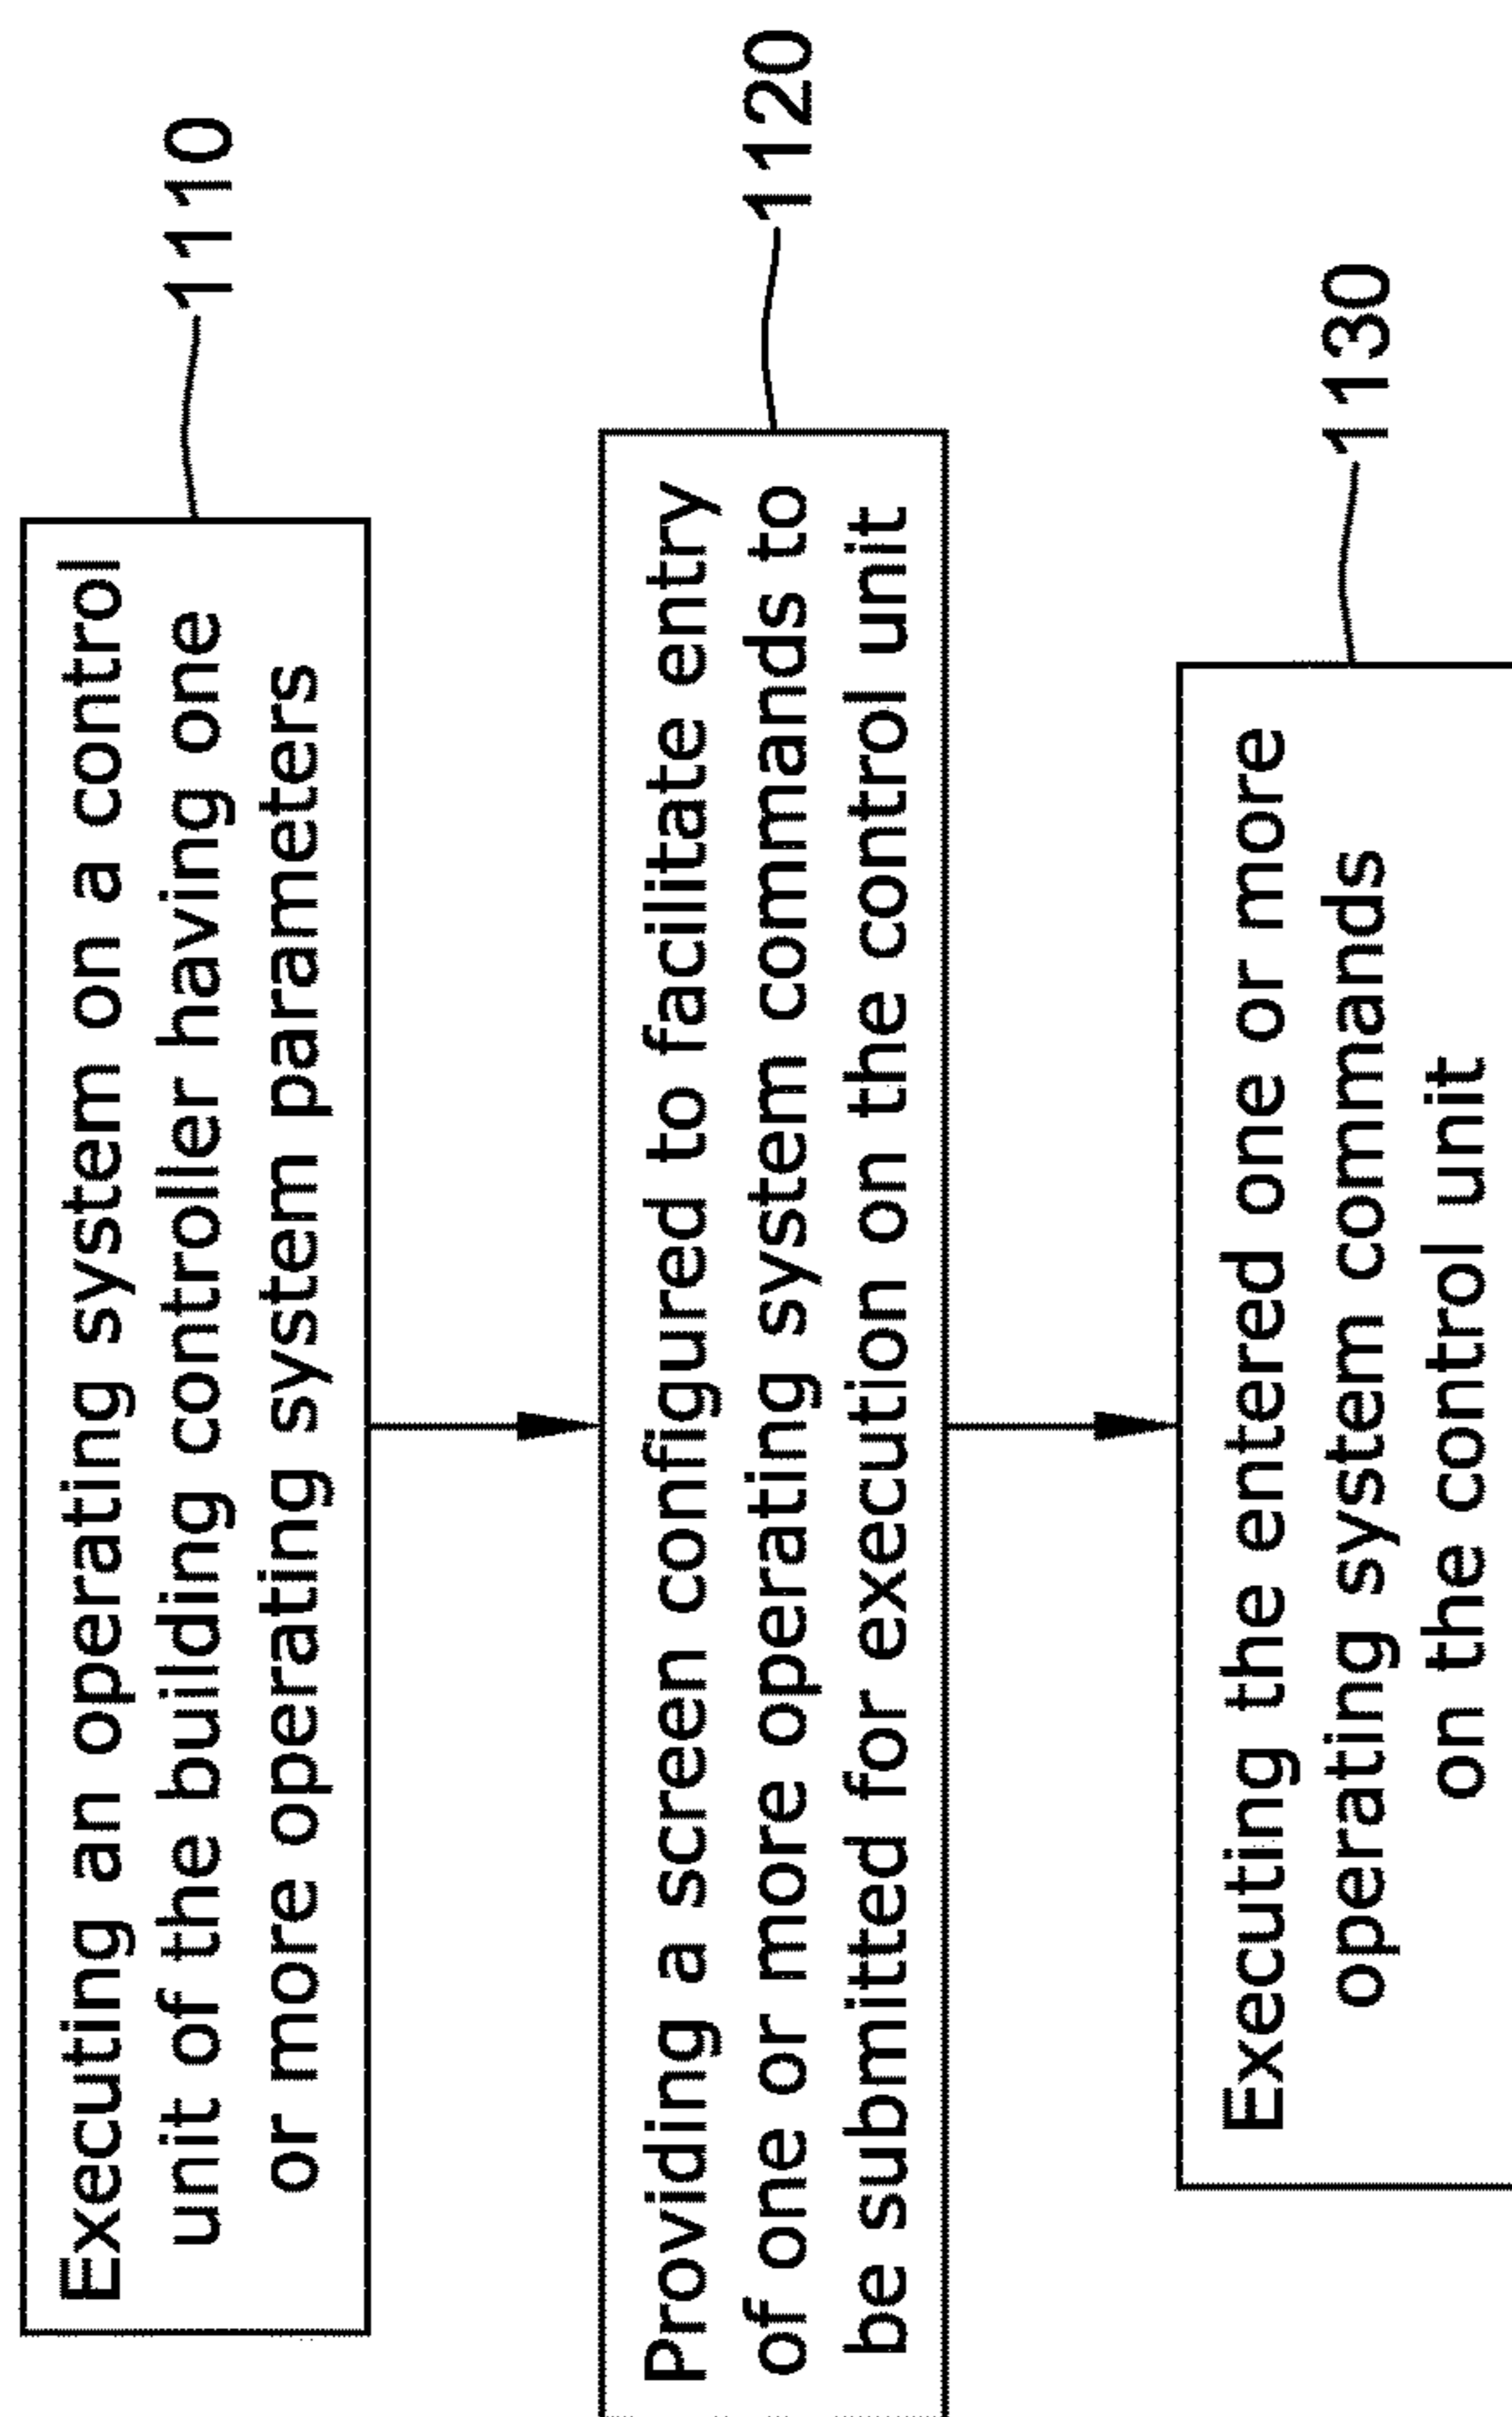 Executing an operating system on a control
unit of the building controller having one
or more operating system parameters
1110
Providing a screen configured to facilitate entry
of one or more operating system commands to
be submitted for execution on the control unit
1120
Executing the entered one or more
operating system commands
on the control unit
1130